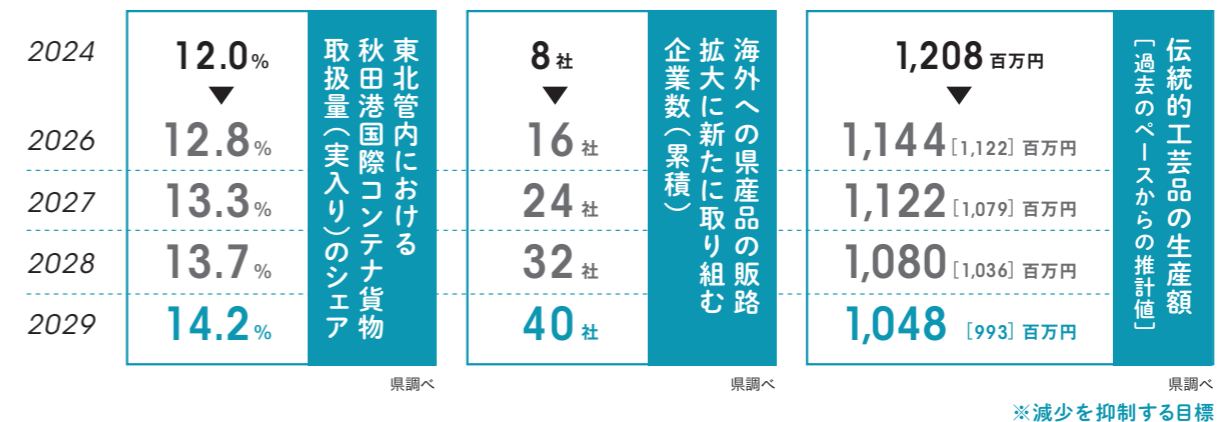 東北管内における
秋田港国際コンテナ貨物
取扱量（実入り）のシェア
2024
12.0%
▼
2026
12.8%
2027
13.3%
2028
13.7%
2029
14.2%
県調べ
海外への県産品の販路
拡大に新たに取り組む
企業数（累積）
8社
▼
16社
24社
32社
40社
県調べ
伝統的工芸品の生産額
［過去のペースからの推計値］
1,208百万円
▼
1,144［1,122］百万円
1,122［1,079］百万円
1,080［1,036］百万円
1,048［993］百万円
県調べ
※減少を抑制する目標